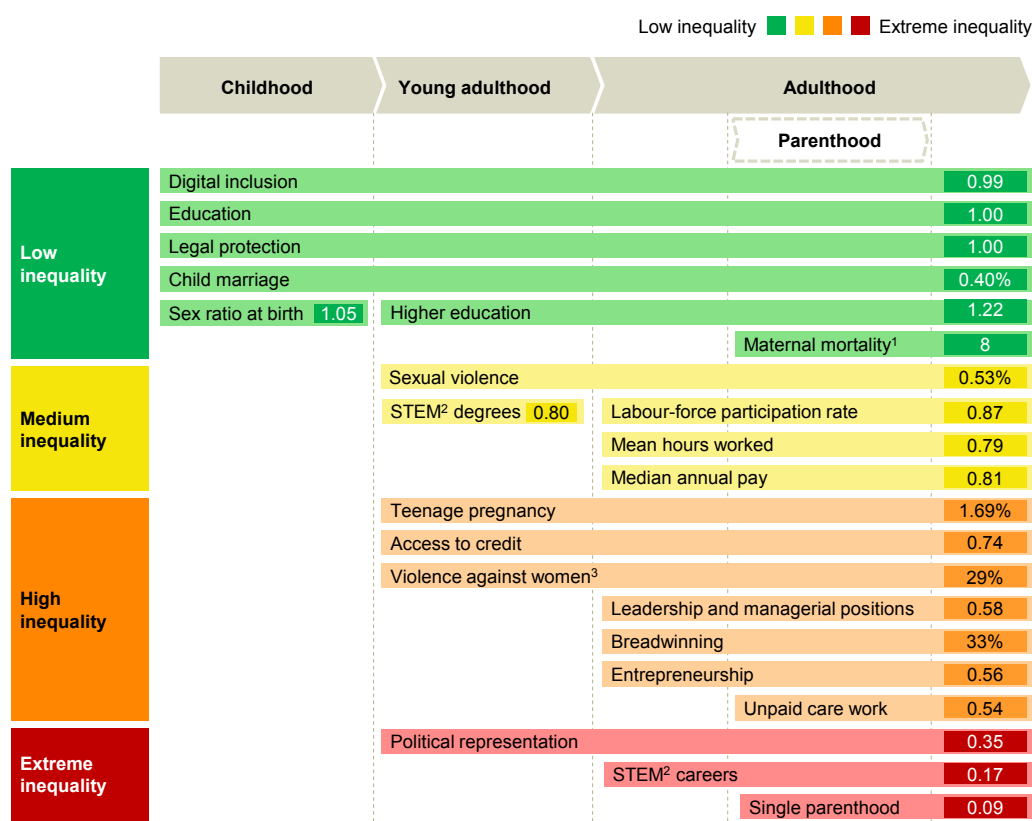 Low inequality Extreme inequality
Childhood Young adulthood Adulthood
Parenthood
Low
inequality
Digital inclusion 0.99
Education 1.00
Legal protection 1.00
Child marriage 0.40%
Sex ratio at birth 1.05 Higher education 1.22
Maternal mortality¹ 8
Medium
inequality
Sexual violence 0.53%
STEM² degrees 0.80 Labour-force participation rate 0.87
Mean hours worked 0.79
Median annual pay 0.81
High
inequality
Teenage pregnancy 1.69%
Access to credit 0.74
Violence against women³ 29%
Leadership and managerial positions 0.58
Breadwinning 33%
Entrepreneurship 0.56
Unpaid care work 0.54
Extreme
inequality
Political representation 0.35
STEM² careers 0.17
Single parenthood 0.09